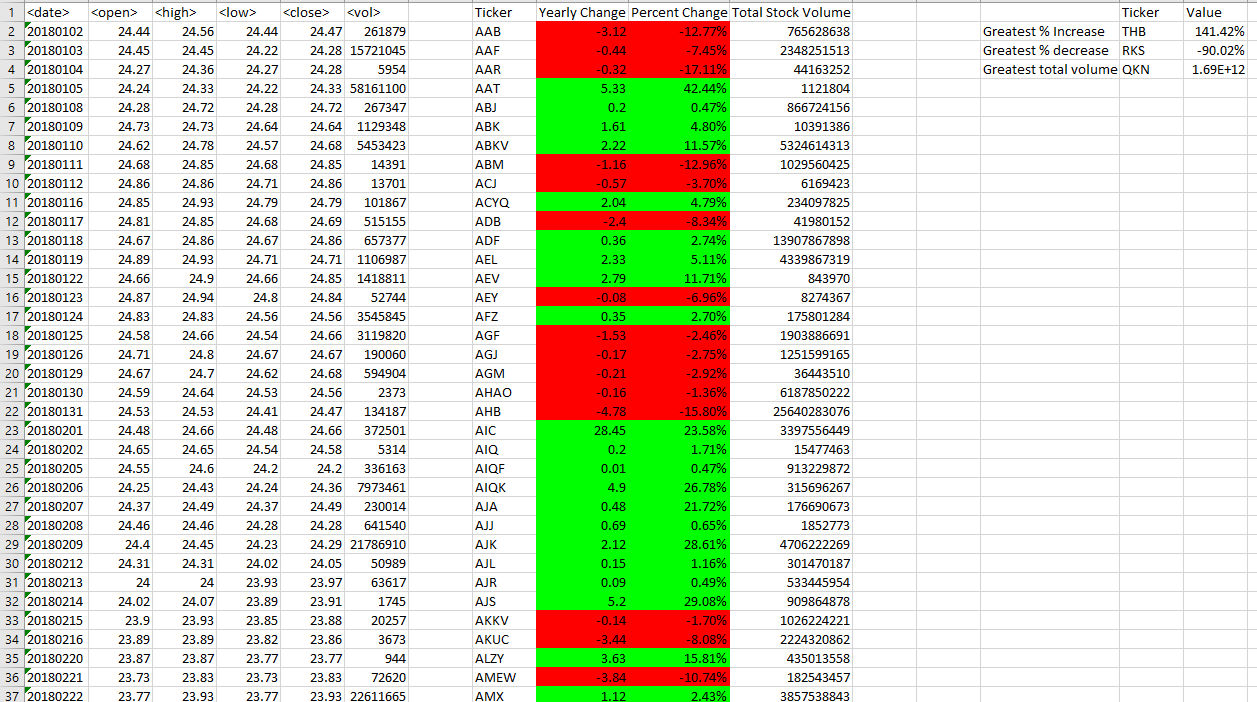 1 <date> <open> <high> <low> <close> <vol> Ticker Yearly Change Percent Change Total Stock Volume Ticker Value
2 20180102 24.44 24.56 24.44 24.47 261879 AAB -3.12 -12.77% 765628638 Greatest % Increase THB 141.42%
3 20180103 24.45 24.45 24.22 24.28 15721045 AAF -0.44 -7.45% 2348251513 Greatest % decrease RKS -90.02%
4 20180104 24.27 24.36 24.27 24.28 5954 AAR -0.32 -17.11% 44163252 Greatest total volume QKN 1.69E+12
5 20180105 24.24 24.33 24.22 24.33 58161100 AAT 5.33 42.44% 1121804
6 20180108 24.28 24.72 24.28 24.72 267347 ABJ 0.2 0.47% 866724156
7 20180109 24.73 24.73 24.64 24.64 1129348 ABK 1.61 4.80% 10391386
8 20180110 24.62 24.78 24.57 24.68 5453423 ABKV 2.22 11.57% 5324614313
9 20180111 24.68 24.85 24.68 24.85 14391 ABM -1.16 -12.96% 1029560425
10 20180112 24.86 24.86 24.71 24.86 13701 ACJ -0.57 -3.70% 6169423
11 20180116 24.85 24.93 24.79 24.79 101867 ACYQ 2.04 4.79% 234097825
12 20180117 24.81 24.85 24.68 24.69 515155 ADB -2.4 -8.34% 41980152
13 20180118 24.67 24.86 24.67 24.86 657377 ADF 0.36 2.74% 13907867898
14 20180119 24.89 24.93 24.71 24.71 1106987 AEL 2.33 5.11% 4339867319
15 20180122 24.66 24.9 24.66 24.85 1418811 AEV 2.79 11.71% 843970
16 20180123 24.87 24.94 24.8 24.84 52744 AEY -0.08 -6.96% 8274367
17 20180124 24.83 24.83 24.56 24.56 3545845 AFZ 0.35 2.70% 175801284
18 20180125 24.58 24.66 24.54 24.66 3119820 AGF -1.53 -2.46% 1903886691
19 20180126 24.71 24.8 24.67 24.67 190060 AGJ -0.17 -2.75% 1251599165
20 20180129 24.67 24.7 24.62 24.68 594904 AGM -0.21 -2.92% 36443510
21 20180130 24.59 24.64 24.53 24.56 2373 AHAO -0.16 -1.36% 6187850222
22 20180131 24.53 24.53 24.41 24.47 134187 AHB -4.78 -15.80% 25640283076
23 20180201 24.48 24.66 24.48 24.66 372501 AIC 28.45 23.58% 3397556449
24 20180202 24.65 24.65 24.54 24.58 5314 AIQ 0.2 1.71% 15477463
25 20180205 24.55 24.6 24.2 24.2 336163 AIQF 0.01 0.47% 913229872
26 20180206 24.25 24.43 24.24 24.36 7973461 AIQK 4.9 26.78% 315696267
27 20180207 24.37 24.49 24.37 24.49 230014 AJA 0.48 21.72% 176690673
28 20180208 24.46 24.46 24.28 24.28 641540 AJJ 0.69 0.65% 1852773
29 20180209 24.4 24.45 24.23 24.29 21786910 AJK 2.12 28.61% 4706222269
30 20180212 24.31 24.31 24.02 24.05 50989 AJL 0.15 1.16% 301470187
31 20180213 24 24 23.93 23.97 63617 AJR 0.09 0.49% 533445954
32 20180214 24.02 24.07 23.89 23.91 1745 AJS 5.2 29.08% 909864878
33 20180215 23.9 23.93 23.85 23.88 20257 AKKV -0.14 -1.70% 1026224221
34 20180216 23.89 23.89 23.82 23.86 3673 AKUC -3.44 -8.08% 2224320862
35 20180220 23.87 23.87 23.77 23.77 944 ALZY 3.63 15.81% 435013558
36 20180221 23.73 23.83 23.73 23.83 72620 AMEW -3.84 -10.74% 182543457
37 20180222 23.77 23.93 23.77 23.93 22611665 AMX 1.12 2.43% 3857538843